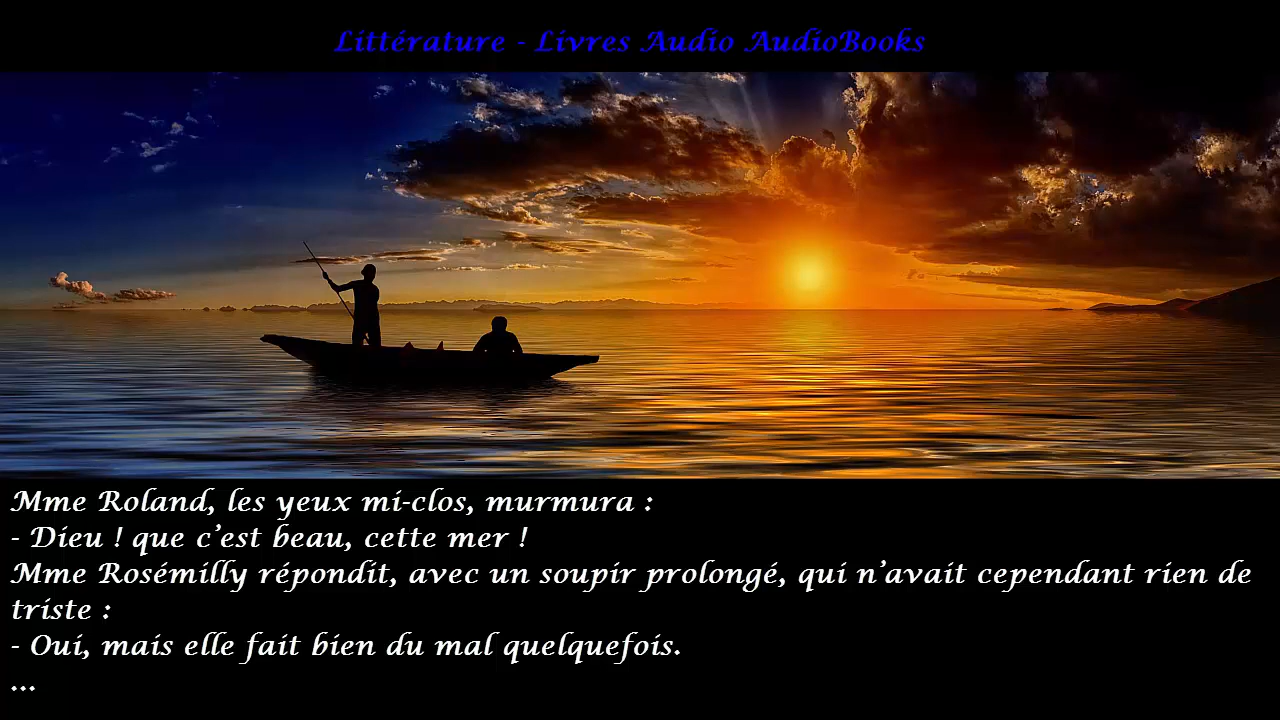 Littérature - Livres Audio AudioBooks
Mme Roland, les yeux mi-clos, murmura :
- Dieu ! que c’est beau, cette mer !
Mme Rosémilly répondit, avec un soupir prolongé, qui n’avait cependant rien de
triste :
- Oui, mais elle fait bien du mal quelquefois.
...